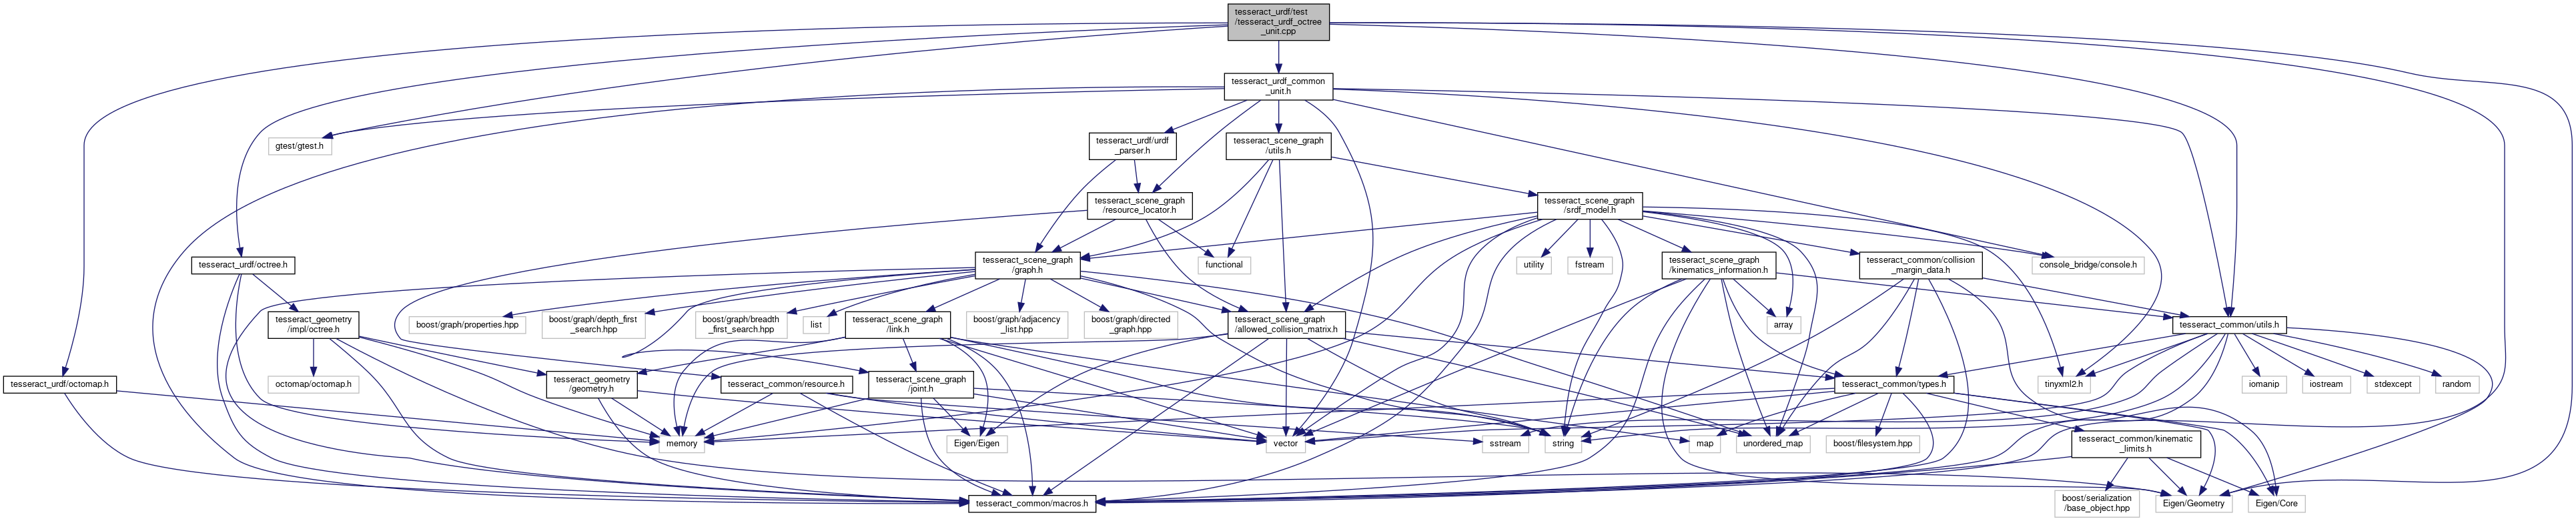 tesseract_urdf/test
/tesseract_urdf_octree
_unit.cpp
tesseract_urdf_common
_unit.h
gtest/gtest.h
tesseract_urdf/urdf
_parser.h
tesseract_scene_graph
/utils.h
tesseract_scene_graph
/resource_locator.h
tesseract_scene_graph
/srdf_model.h
tesseract_urdf/octree.h
tesseract_scene_graph
/graph.h
functional
utility
fstream
tesseract_scene_graph
/kinematics_information.h
tesseract_common/collision
_margin_data.h
console_bridge/console.h
tesseract_geometry
/impl/octree.h
boost/graph/properties.hpp
boost/graph/depth_first
_search.hpp
boost/graph/breadth
_first_search.hpp
list
tesseract_scene_graph
/link.h
boost/graph/adjacency
_list.hpp
boost/graph/directed
_graph.hpp
tesseract_scene_graph
/allowed_collision_matrix.h
array
tesseract_common/utils.h
tesseract_urdf/octomap.h
octomap/octomap.h
tesseract_geometry
/geometry.h
tesseract_common/resource.h
tesseract_scene_graph
/joint.h
tesseract_common/types.h
tinyxml2.h
iomanip
iostream
stdexcept
random
memory
Eigen/Eigen
vector
sstream
string
map
unordered_map
boost/filesystem.hpp
tesseract_common/kinematic
_limits.h
tesseract_common/macros.h
boost/serialization
/base_object.hpp
Eigen/Geometry
Eigen/Core